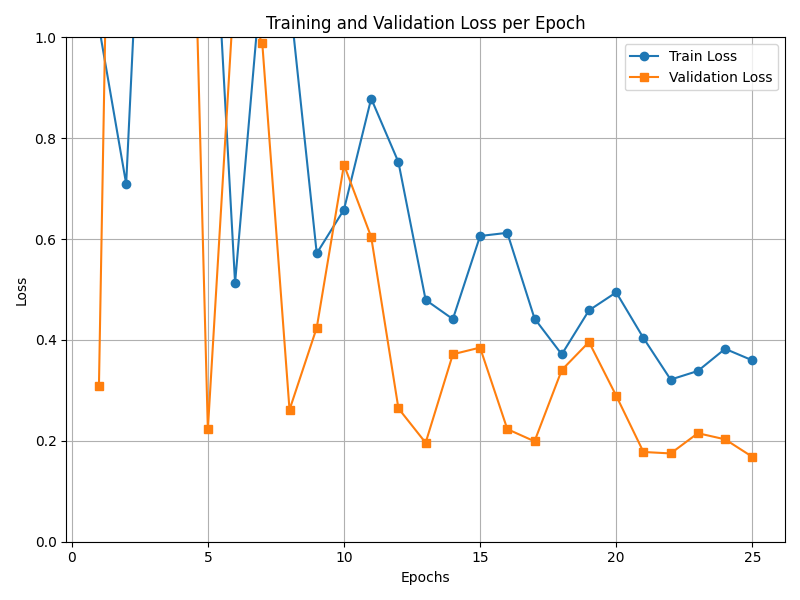 Training and Validation Loss per Epoch
Train Loss
Validation Loss
1.0
0.8
0.6
0.4
0.2
0.0
Loss
0 5 10 15 20 25
Epochs